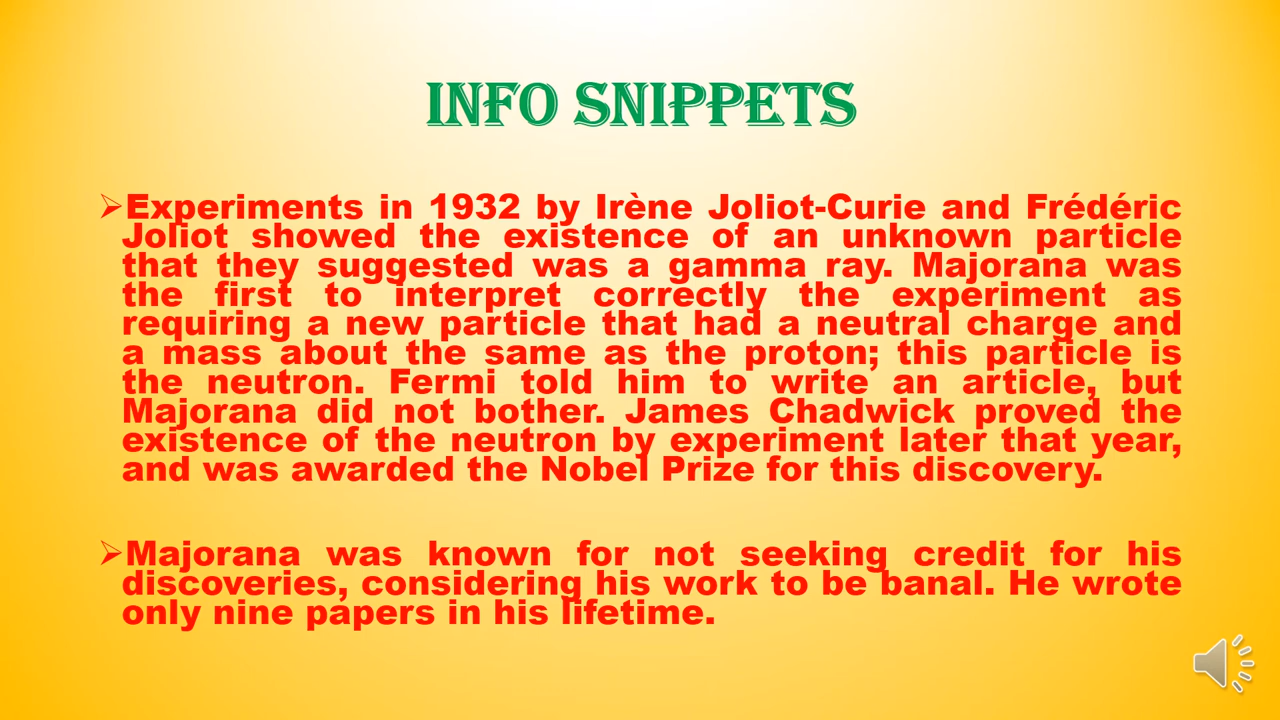 INFO SNIPPETS
➢Experiments in 1932 by Irène Joliot-Curie and Frédéric
Joliot showed the existence of an unknown particle
that they suggested was a gamma ray. Majorana was
the first to interpret correctly the experiment as
requiring a new particle that had a neutral charge and
a mass about the same as the proton; this particle is
the neutron. Fermi told him to write an article, but
Majorana did not bother. James Chadwick proved the
existence of the neutron by experiment later that year,
and was awarded the Nobel Prize for this discovery.
➢Majorana was known for not seeking credit for his
discoveries, considering his work to be banal. He wrote
only nine papers in his lifetime.